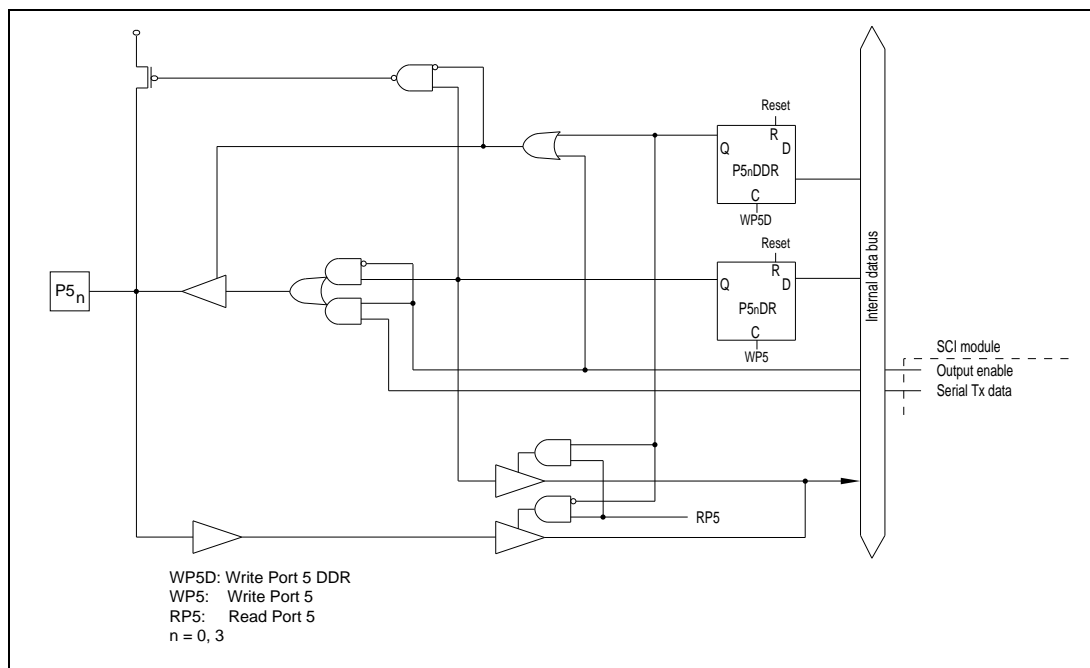 Reset
R
Q
D
P5nDDR
C
WP5D
Reset
R
Q
D
P5nDR
C
WP5
P5n
Internal data bus
SCI module
Output enable
Serial Tx data
RP5
WP5D: Write Port 5 DDR
WP5: Write Port 5
RP5: Read Port 5
n = 0, 3